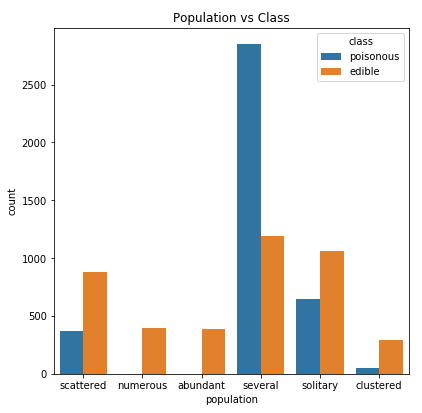 Population vs Class
class
poisonous
edible
count
2500
2000
1500
1000
500
0
scattered numerous abundant several solitary clustered
population